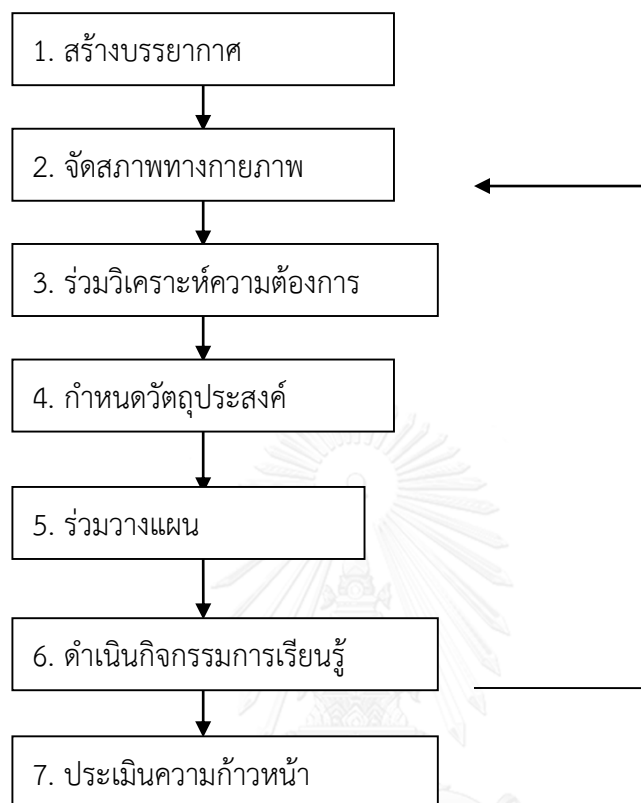 1. สร้างบรรยากาศ
2. จัดสภาพทางกายภาพ
3. ร่วมวิเคราะห์ความต้องการ
4. กำหนดวัตถุประสงค์
5. ร่วมวางแผน
6. ดำเนินกิจกรรมการเรียนรู้
7. ประเมินความก้าวหน้า